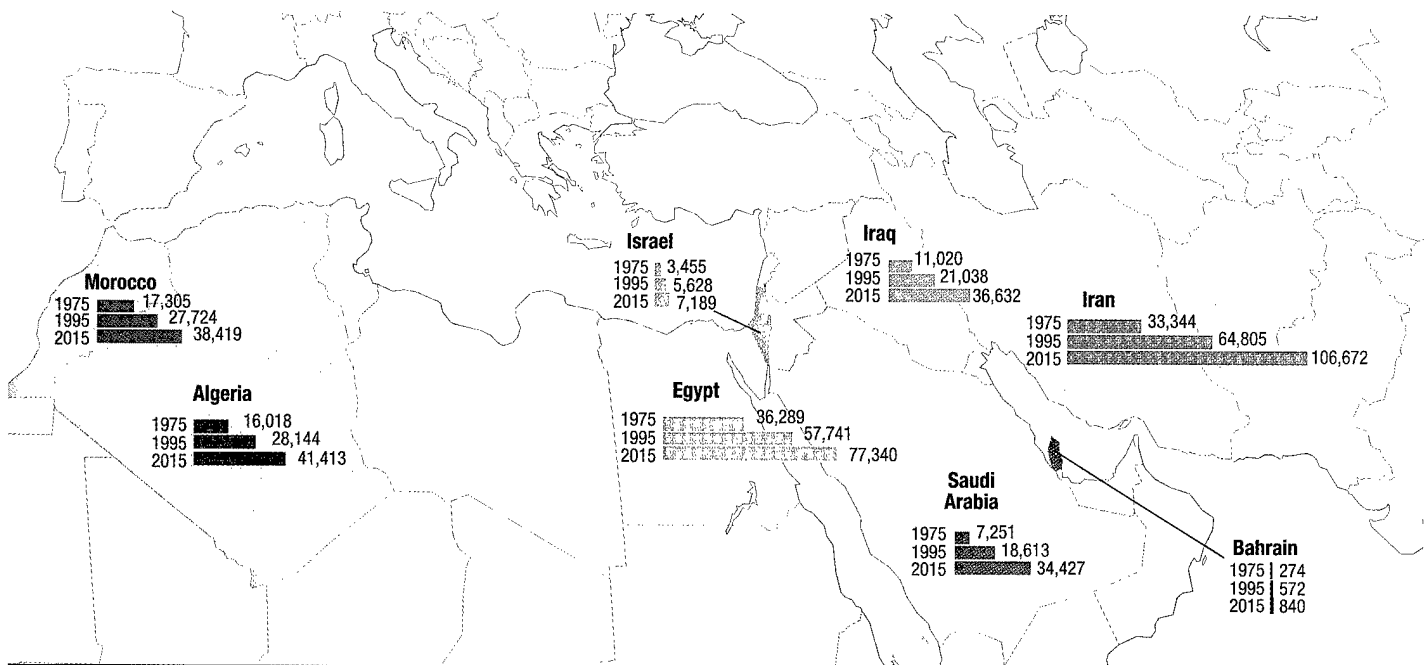 Morocco
1975 17,305
1995 27,724
2015 38,419
Algeria
1975 16,018
1995 28,144
2015 41,413
Israel
1975 3,455
1995 5,628
2015 7,189
Egypt
1975 36,289
1995 57,741
2015 77,340
Iraq
1975 11,020
1995 21,038
2015 36,632
Iran
1975 33,344
1995 64,805
2015 106,672
Saudi
Arabia
1975 7,251
1995 18,613
2015 34,427
Bahrain
1975 274
1995 572
2015 840